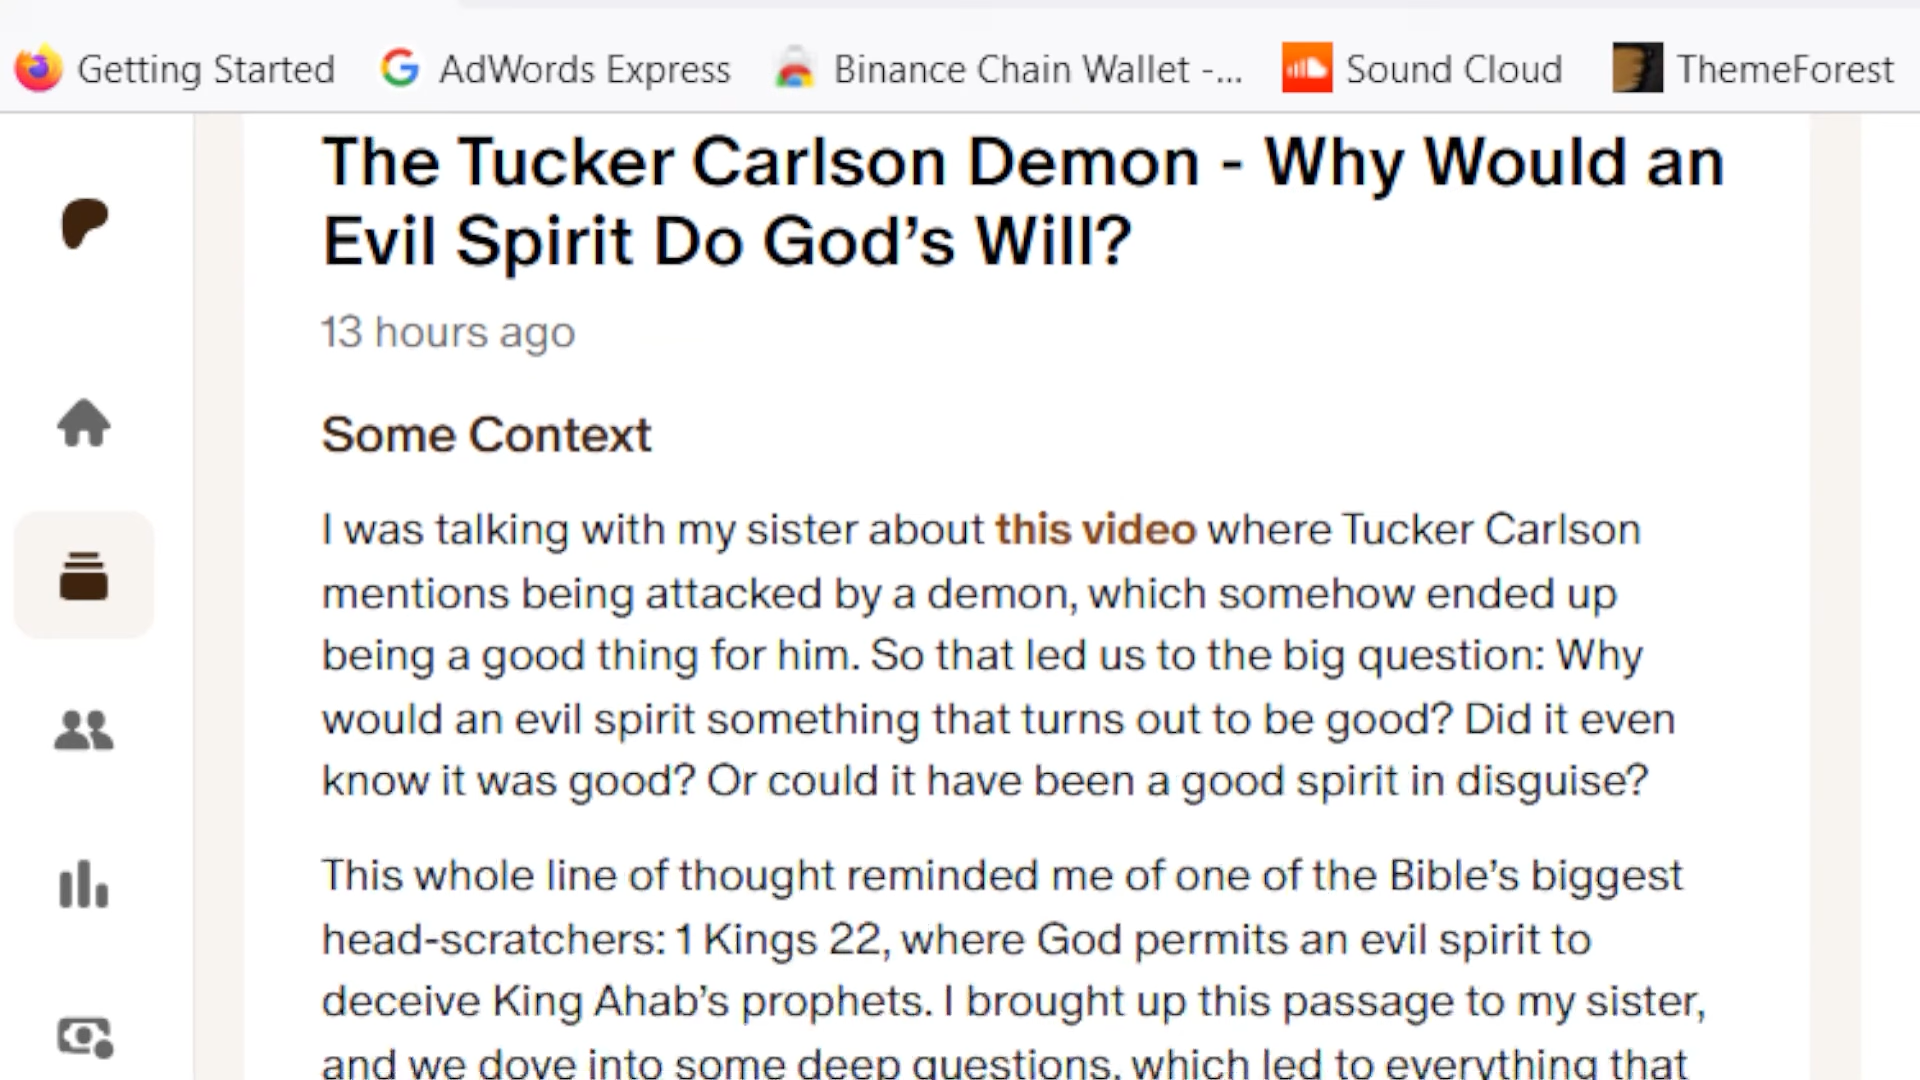 Getting Started AdWords Express Binance Chain Wallet -... Sound Cloud ThemeForest
The Tucker Carlson Demon - Why Would an
Evil Spirit Do God’s Will?
13 hours ago
Some Context
I was talking with my sister about this video where Tucker Carlson
mentions being attacked by a demon, which somehow ended up
being a good thing for him. So that led us to the big question: Why
would an evil spirit something that turns out to be good? Did it even
know it was good? Or could it have been a good spirit in disguise?
This whole line of thought reminded me of one of the Bible’s biggest
head-scratchers: 1 Kings 22, where God permits an evil spirit to
deceive King Ahab’s prophets. I brought up this passage to my sister,
and we dove into some deep questions, which led to everything that